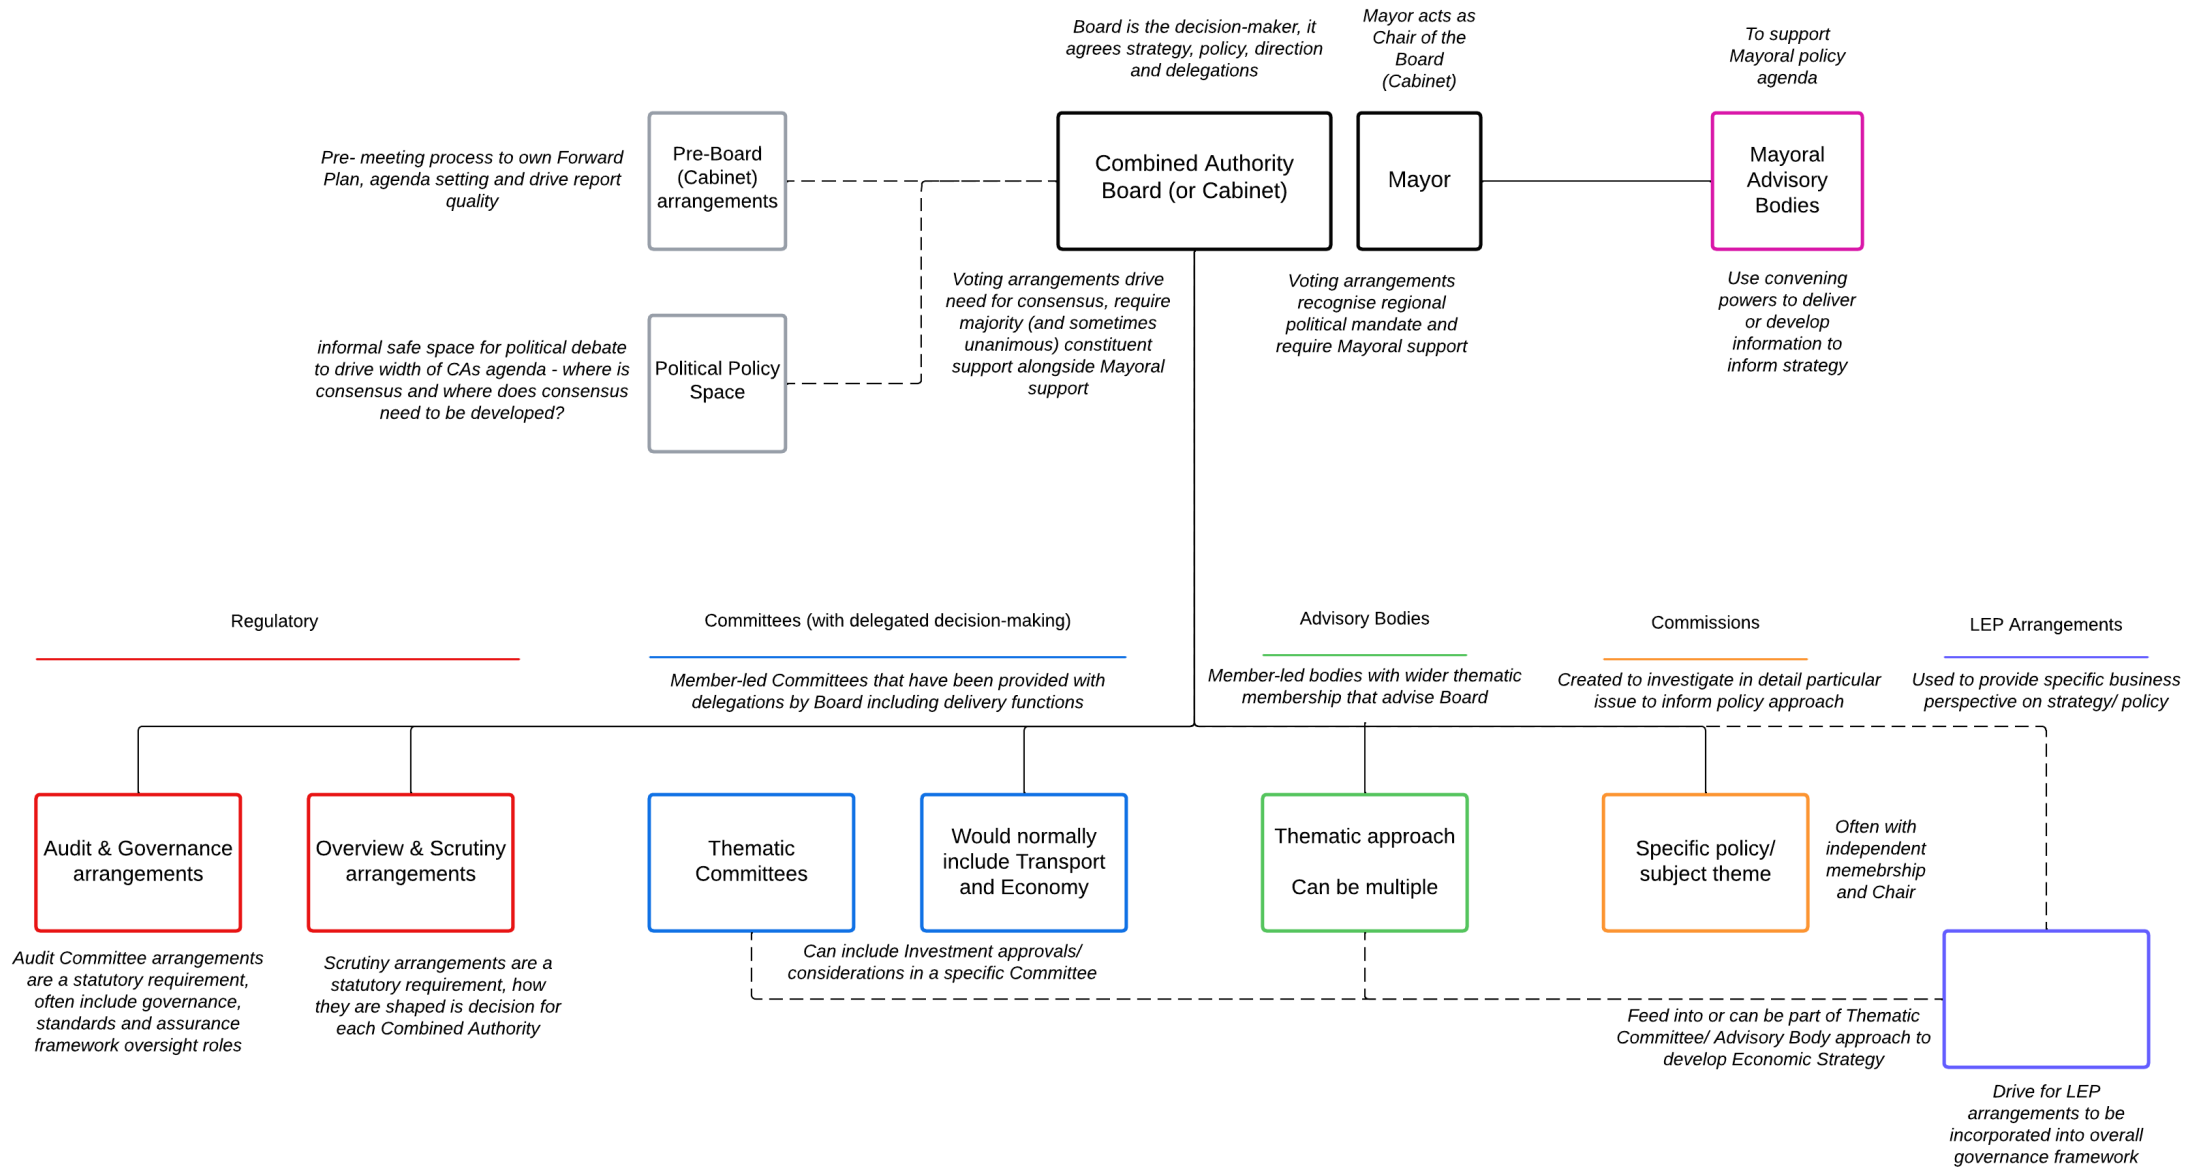 Board is the decision-maker, it
agrees strategy, policy, direction
and delegations
Mayor acts as
Chair of the
Board
(Cabinet)
To support
Mayoral policy
agenda
Pre- meeting process to own Forward
Plan, agenda setting and drive report
quality
Pre-Board
(Cabinet)
arrangements
Combined Authority
Board (or Cabinet)
Mayor
Mayoral
Advisory
Bodies
informal safe space for political debate
to drive width of CAs agenda - where is
consensus and where does consensus
need to be developed?
Political Policy
Space
Voting arrangements drive
need for consensus, require
majority (and sometimes
unanimous) constituent
support alongside Mayoral
support
Voting arrangements
recognise regional
political mandate and
require Mayoral support
Use convening
powers to deliver
or develop
information to
inform strategy
Regulatory
Committees (with delegated decision-making)
Member-led Committees that have been provided with
delegations by Board including delivery functions
Advisory Bodies
Member-led bodies with wider thematic
membership that advise Board
Commissions
Created to investigate in detail particular
issue to inform policy approach
LEP Arrangements
Used to provide specific business
perspective on strategy/ policy
Audit & Governance
arrangements
Overview & Scrutiny
arrangements
Thematic
Committees
Would normally
include Transport
and Economy
Thematic approach
Can be multiple
Specific policy/
subject theme
Often with
independent
memebrship
and Chair
Audit Committee arrangements
are a statutory requirement,
often include governance,
standards and assurance
framework oversight roles
Scrutiny arrangements are a
statutory requirement, how
they are shaped is decision for
each Combined Authority
Can include Investment approvals/
considerations in a specific Committee
Feed into or can be part of Thematic
Committee/ Advisory Body approach to
develop Economic Strategy
Drive for LEP
arrangements to be
incorporated into overall
governance framework